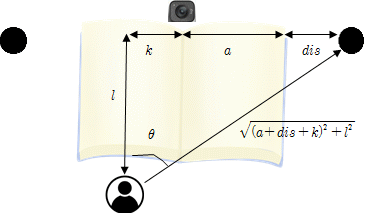 k a dis
l
θ
√(a+dis+k)²+l²